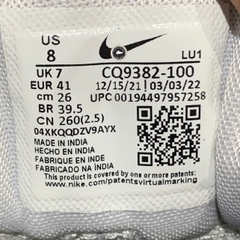 US
8
LU1
UK 7
CQ9382-100
EUR 41
12/15/21 03/03/22
cm 26
UPC 00194497957258
BR 39.5
CN 260(2.5)
04XKQQDZV9AYX
MADE IN INDIA
HECHO EN INDIA
FABRIQUE EN INDE
FABRICADO NA ÍNDIA
https://www.nike.com/patentsvirtualmarking